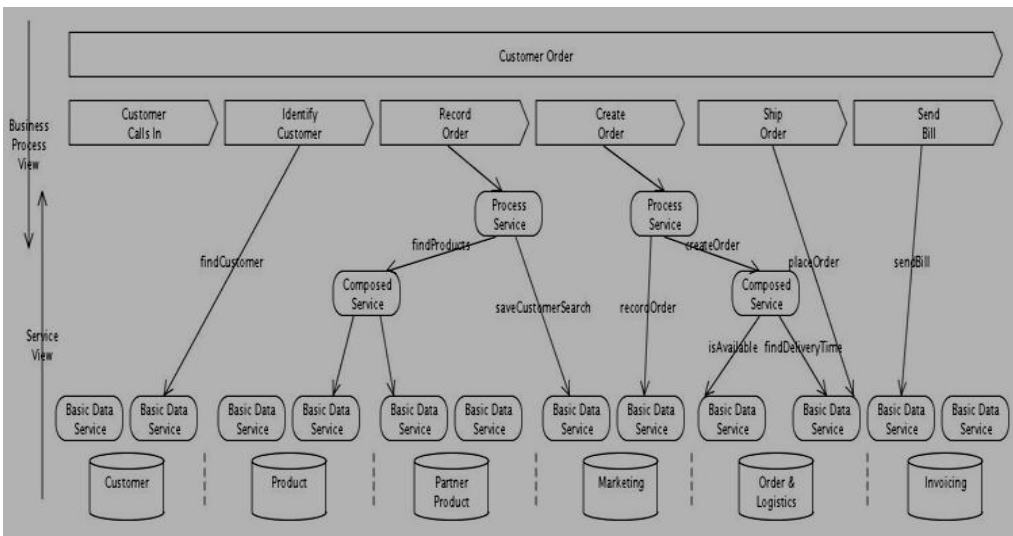 Customer Order
Customer
Calls In
Identify
Customer
Record
Order
Create
Order
Ship
Order
Send
Bill
Business
Process
View
Process
Service
Process
Service
findProducts
createOrder
findCustomer
placeOrder
sendBill
Composed
Service
Composed
Service
saveCustomerSearch
recordOrder
Service
View
isAvailable
findDeliveryTime
Basic Data
Service
Basic Data
Service
Basic Data
Service
Basic Data
Service
Basic Data
Service
Basic Data
Service
Basic Data
Service
Basic Data
Service
Basic Data
Service
Basic Data
Service
Basic Data
Service
Basic Data
Service
Customer
Product
Partner
Product
Marketing
Order &
Logistics
Invoicing